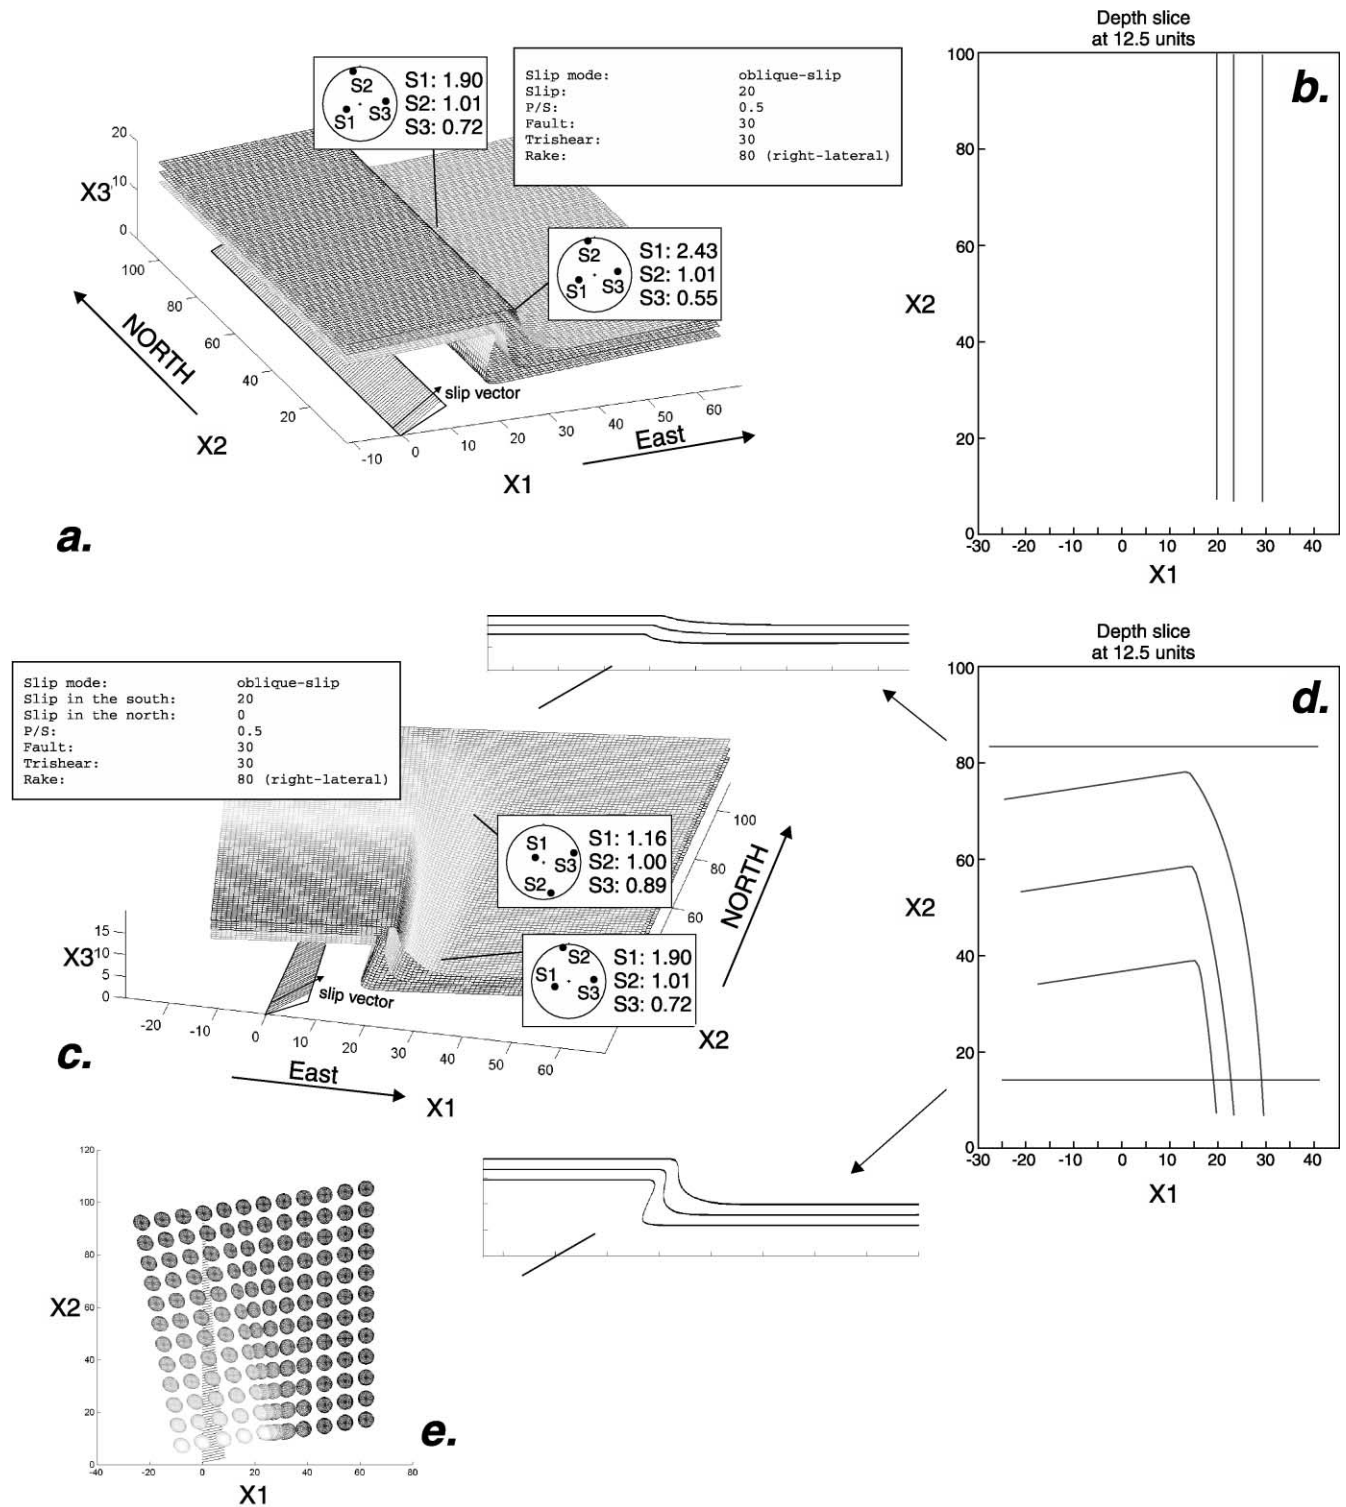 S2
S1
S3
S1: 1.90
S2: 1.01
S3: 0.72
Slip mode: oblique-slip
Slip: 20
P/S: 0.5
Fault: 30
Trishear: 30
Rake: 80 (right-lateral)
S2
S1
S3
S1: 2.43
S2: 1.01
S3: 0.55
X3
20
10
0
100
80
60
40
20
NORTH
X2
slip vector
-10
0
10
20
30
40
50
60
East
X1
a.
Depth slice
at 12.5 units
b.
100
80
60
40
20
0
X2
-30
-20
-10
0
10
20
30
40
X1
Slip mode: oblique-slip
Slip in the south: 20
Slip in the north: 0
P/S: 0.5
Fault: 30
Trishear: 30
Rake: 80 (right-lateral)
S1
S3
S2
S1: 1.16
S2: 1.00
S3: 0.89
S2
S1
S3
S1: 1.90
S2: 1.01
S3: 0.72
100
80
60
NORTH
X2
X3
15
10
5
0
slip vector
-20
-10
0
10
20
30
40
50
60
East
X1
c.
Depth slice
at 12.5 units
d.
100
80
60
40
20
0
X2
-30
-20
-10
0
10
20
30
40
X1
120
100
80
60
40
20
0
X2
-40
-20
0
20
40
60
80
X1
e.